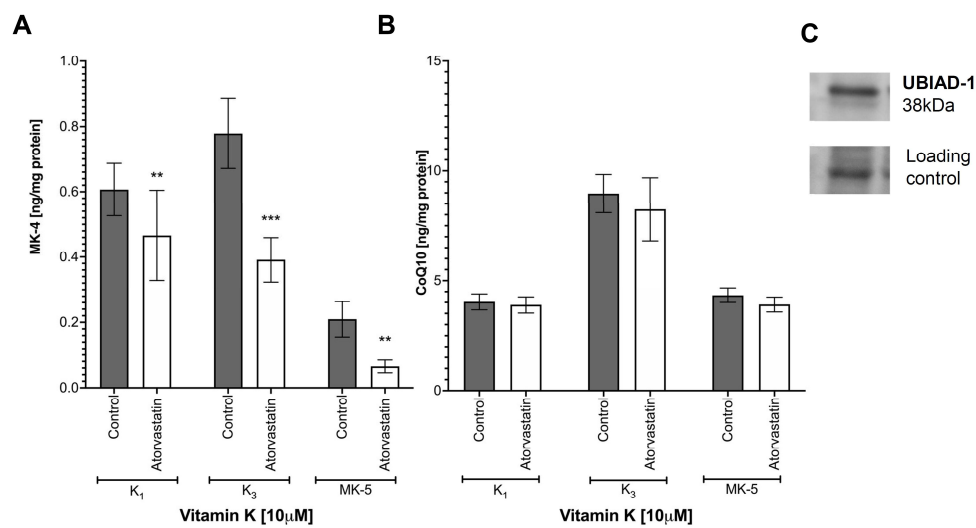 A
MK-4 [ng/mg protein]
1.0
0.8
0.6
0.4
0.2
0.0
**
***
**
Control
Atorvastatin
Control
Atorvastatin
Control
Atorvastatin
K₁
K₃
MK-5
Vitamin K [10μM]
B
CoQ10 [ng/mg protein]
15
10
5
0
Control
Atorvastatin
Control
Atorvastatin
Control
Atorvastatin
K₁
K₃
MK-5
Vitamin K [10μM]
C
UBIAD-1
38kDa
Loading
control